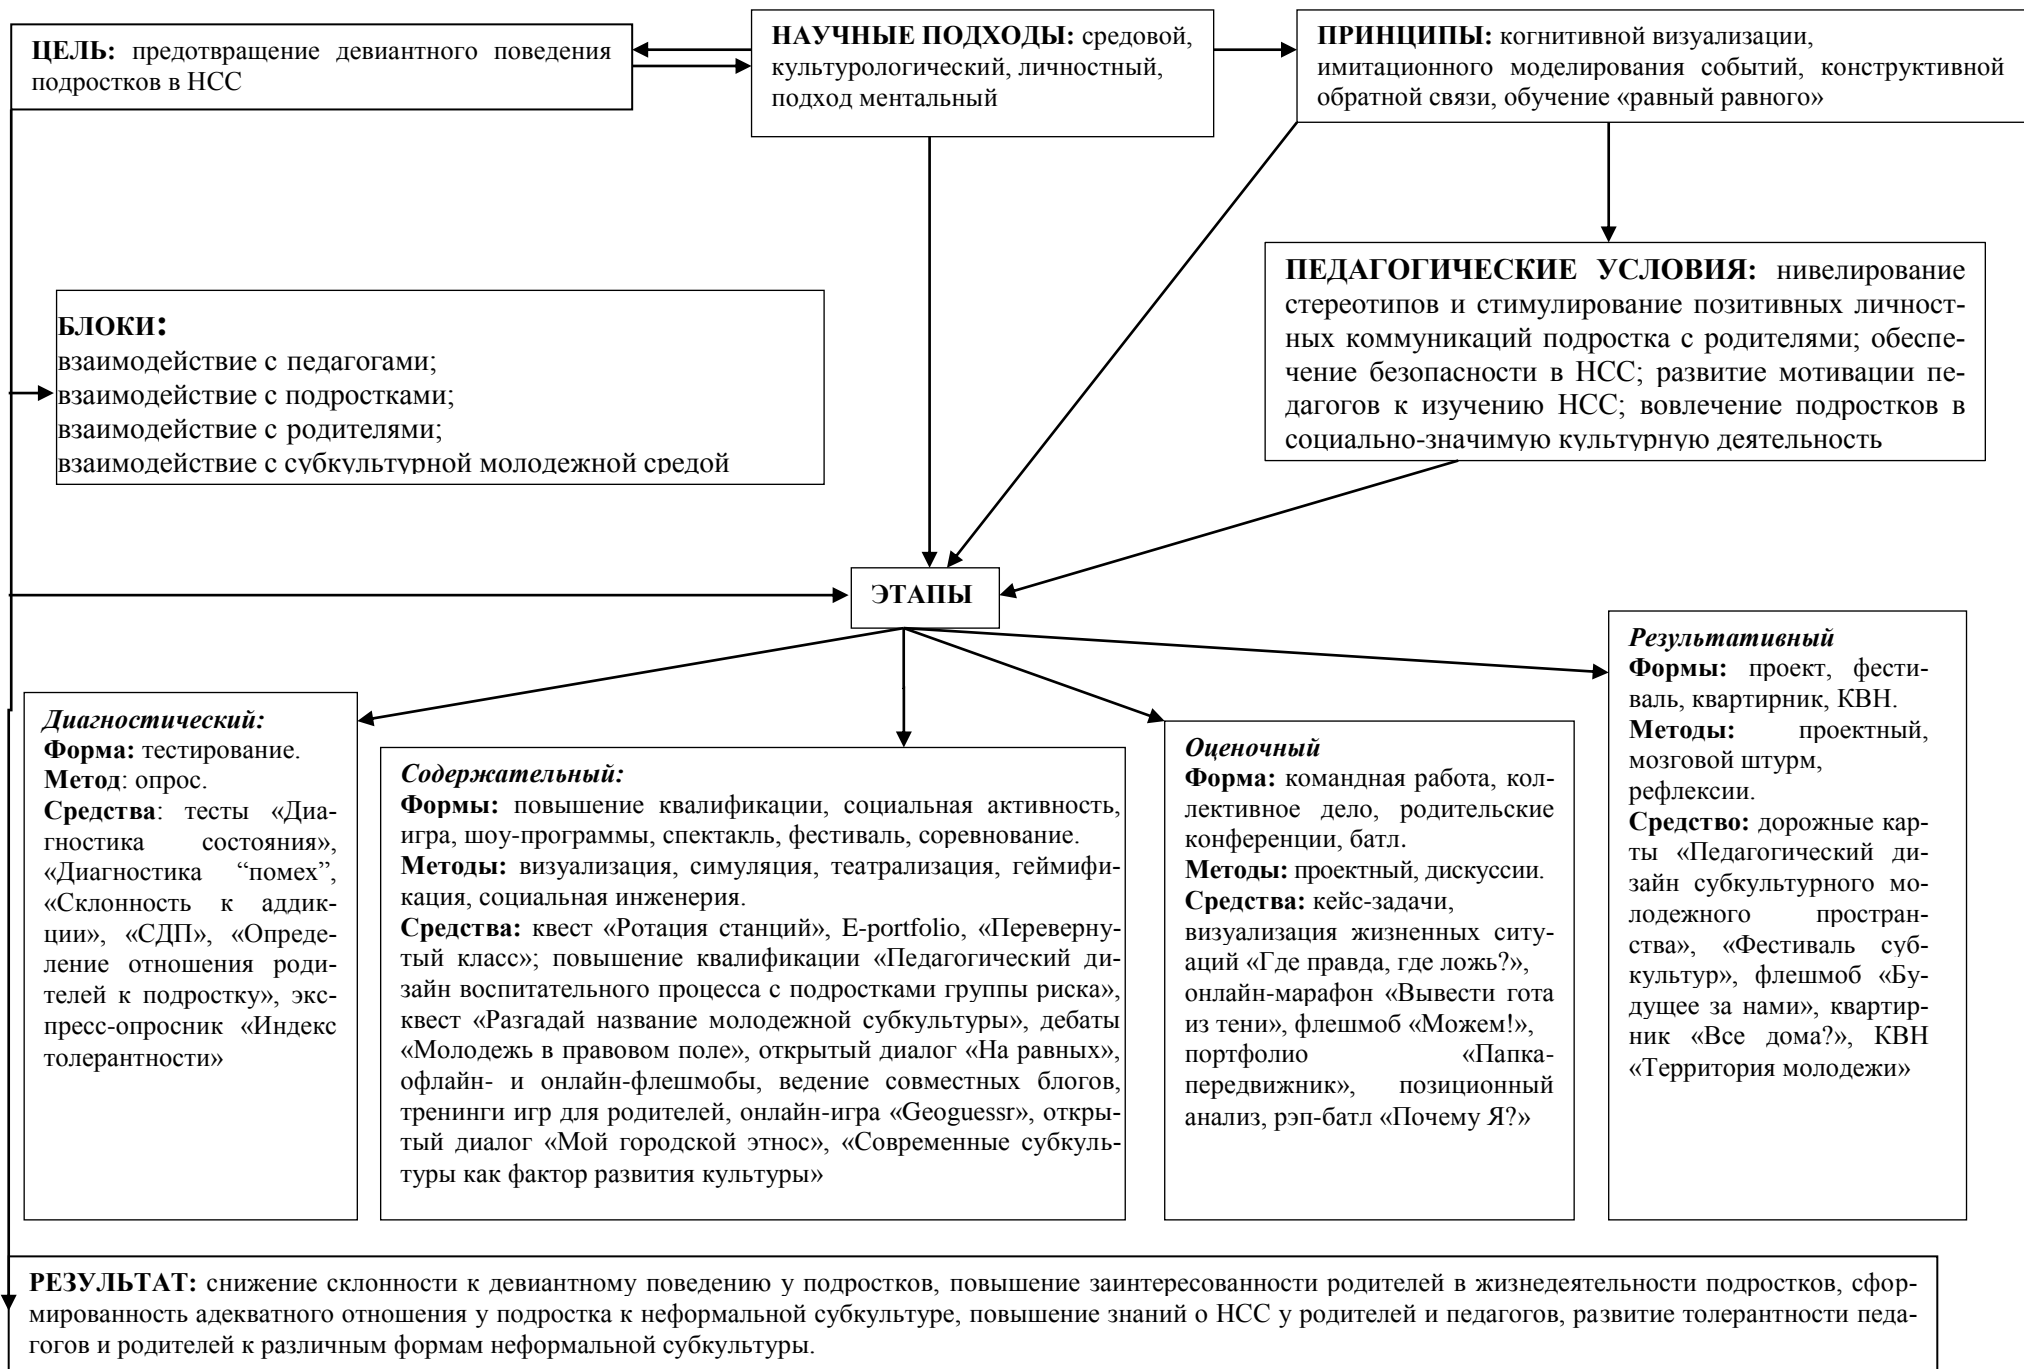 ЦЕЛЬ: предотвращение девиантного поведения
подростков в НСС
НАУЧНЫЕ ПОДХОДЫ: средовой,
культурологический, личностный,
подход ментальный
ПРИНЦИПЫ: когнитивной визуализации,
имитационного моделирования событий, конструктивной
обратной связи, обучение «равный равного»
БЛОКИ:
взаимодействие с педагогами;
взаимодействие с подростками;
взаимодействие с родителями;
взаимодействие с субкультурной молодежной средой
ПЕДАГОГИЧЕСКИЕ УСЛОВИЯ: нивелирование
стереотипов и стимулирование позитивных личност-
ных коммуникаций подростка с родителями; обеспе-
чение безопасности в НСС; развитие мотивации пе-
дагогов к изучению НСС; вовлечение подростков в
социально-значимую культурную деятельность
ЭТАПЫ
Диагностический:
Форма: тестирование.
Метод: опрос.
Средства: тесты «Диа-
гностика состояния»,
«Диагностика “помех”,
«Склонность к аддик-
ции», «СДП», «Опреде-
ление отношения роди-
телей к подростку», экс-
пресс-опросник «Индекс
толерантности»
Содержательный:
Формы: повышение квалификации, социальная активность,
игра, шоу-программы, спектакль, фестиваль, соревнование.
Методы: визуализация, симуляция, театрализация, геймифи-
кация, социальная инженерия.
Средства: квест «Ротация станций», E-portfolio, «Переверну-
тый класс»; повышение квалификации «Педагогический ди-
зайн воспитательного процесса с подростками группы риска»,
квест «Разгадай название молодежной субкультуры», дебаты
«Молодежь в правовом поле», открытый диалог «На равных»,
офлайн- и онлайн-флешмобы, ведение совместных блогов,
тренинги игр для родителей, онлайн-игра «Geoguessr», откры-
тый диалог «Мой городской этнос», «Современные субкуль-
туры как фактор развития культуры»
Оценочный
Форма: командная работа, кол-
лективное дело, родительские
конференции, батл.
Методы: проектный, дискуссии.
Средства: кейс-задачи,
визуализация жизненных ситу-
аций «Где правда, где ложь?»,
онлайн-марафон «Вывести гота
из тени», флешмоб «Можем!»,
портфолио «Папка-
передвижник», позиционный
анализ, рэп-батл «Почему Я?»
Результативный
Формы: проект, фести-
валь, квартирник, КВН.
Методы: проектный,
мозговой штурм,
рефлексии.
Средство: дорожные кар-
ты «Педагогический ди-
зайн субкультурного мо-
лодежного простран-
ства», «Фестиваль суб-
культур», флешмоб «Бу-
дущее за нами», квартир-
ник «Все дома?», КВН
«Территория молодежи»
РЕЗУЛЬТАТ: снижение склонности к девиантному поведению у подростков, повышение заинтересованности родителей в жизнедеятельности подростков, сфор-
мированность адекватного отношения у подростка к неформальной субкультуре, повышение знаний о НСС у родителей и педагогов, развитие толерантности педа-
гогов и родителей к различным формам неформальной субкультуры.